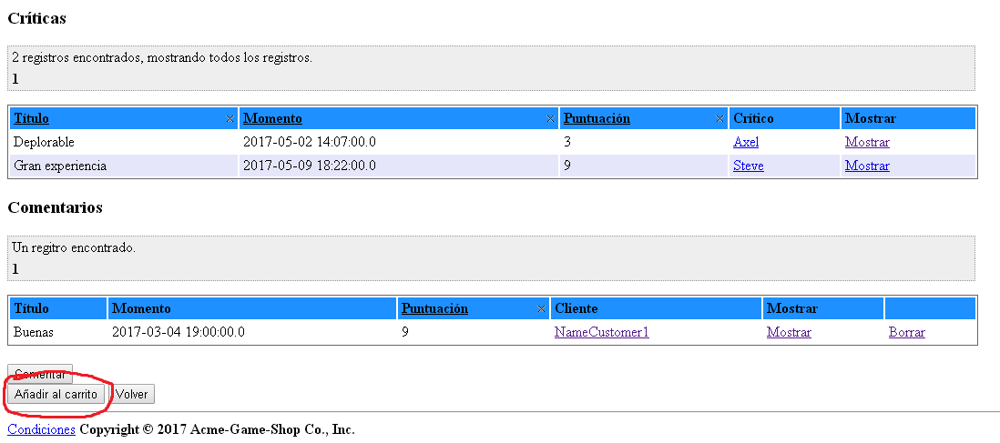 Críticas
2 registros encontrados, mostrando todos los registros.
1
Título Momento Puntuación Crítico Mostrar
Deplorable 2017-05-02 14:07:00.0 3 Axel Mostrar
Gran experiencia 2017-05-09 18:22:00.0 9 Steve Mostrar
Comentarios
Un regitro encontrado.
1
Título Momento Puntuación Cliente Mostrar
Buenas 2017-03-04 19:00:00.0 9 NameCustomer1 Mostrar Borrar
Comentar
Añadir al carrito Volver
Condiciones Copyright © 2017 Acme-Game-Shop Co., Inc.